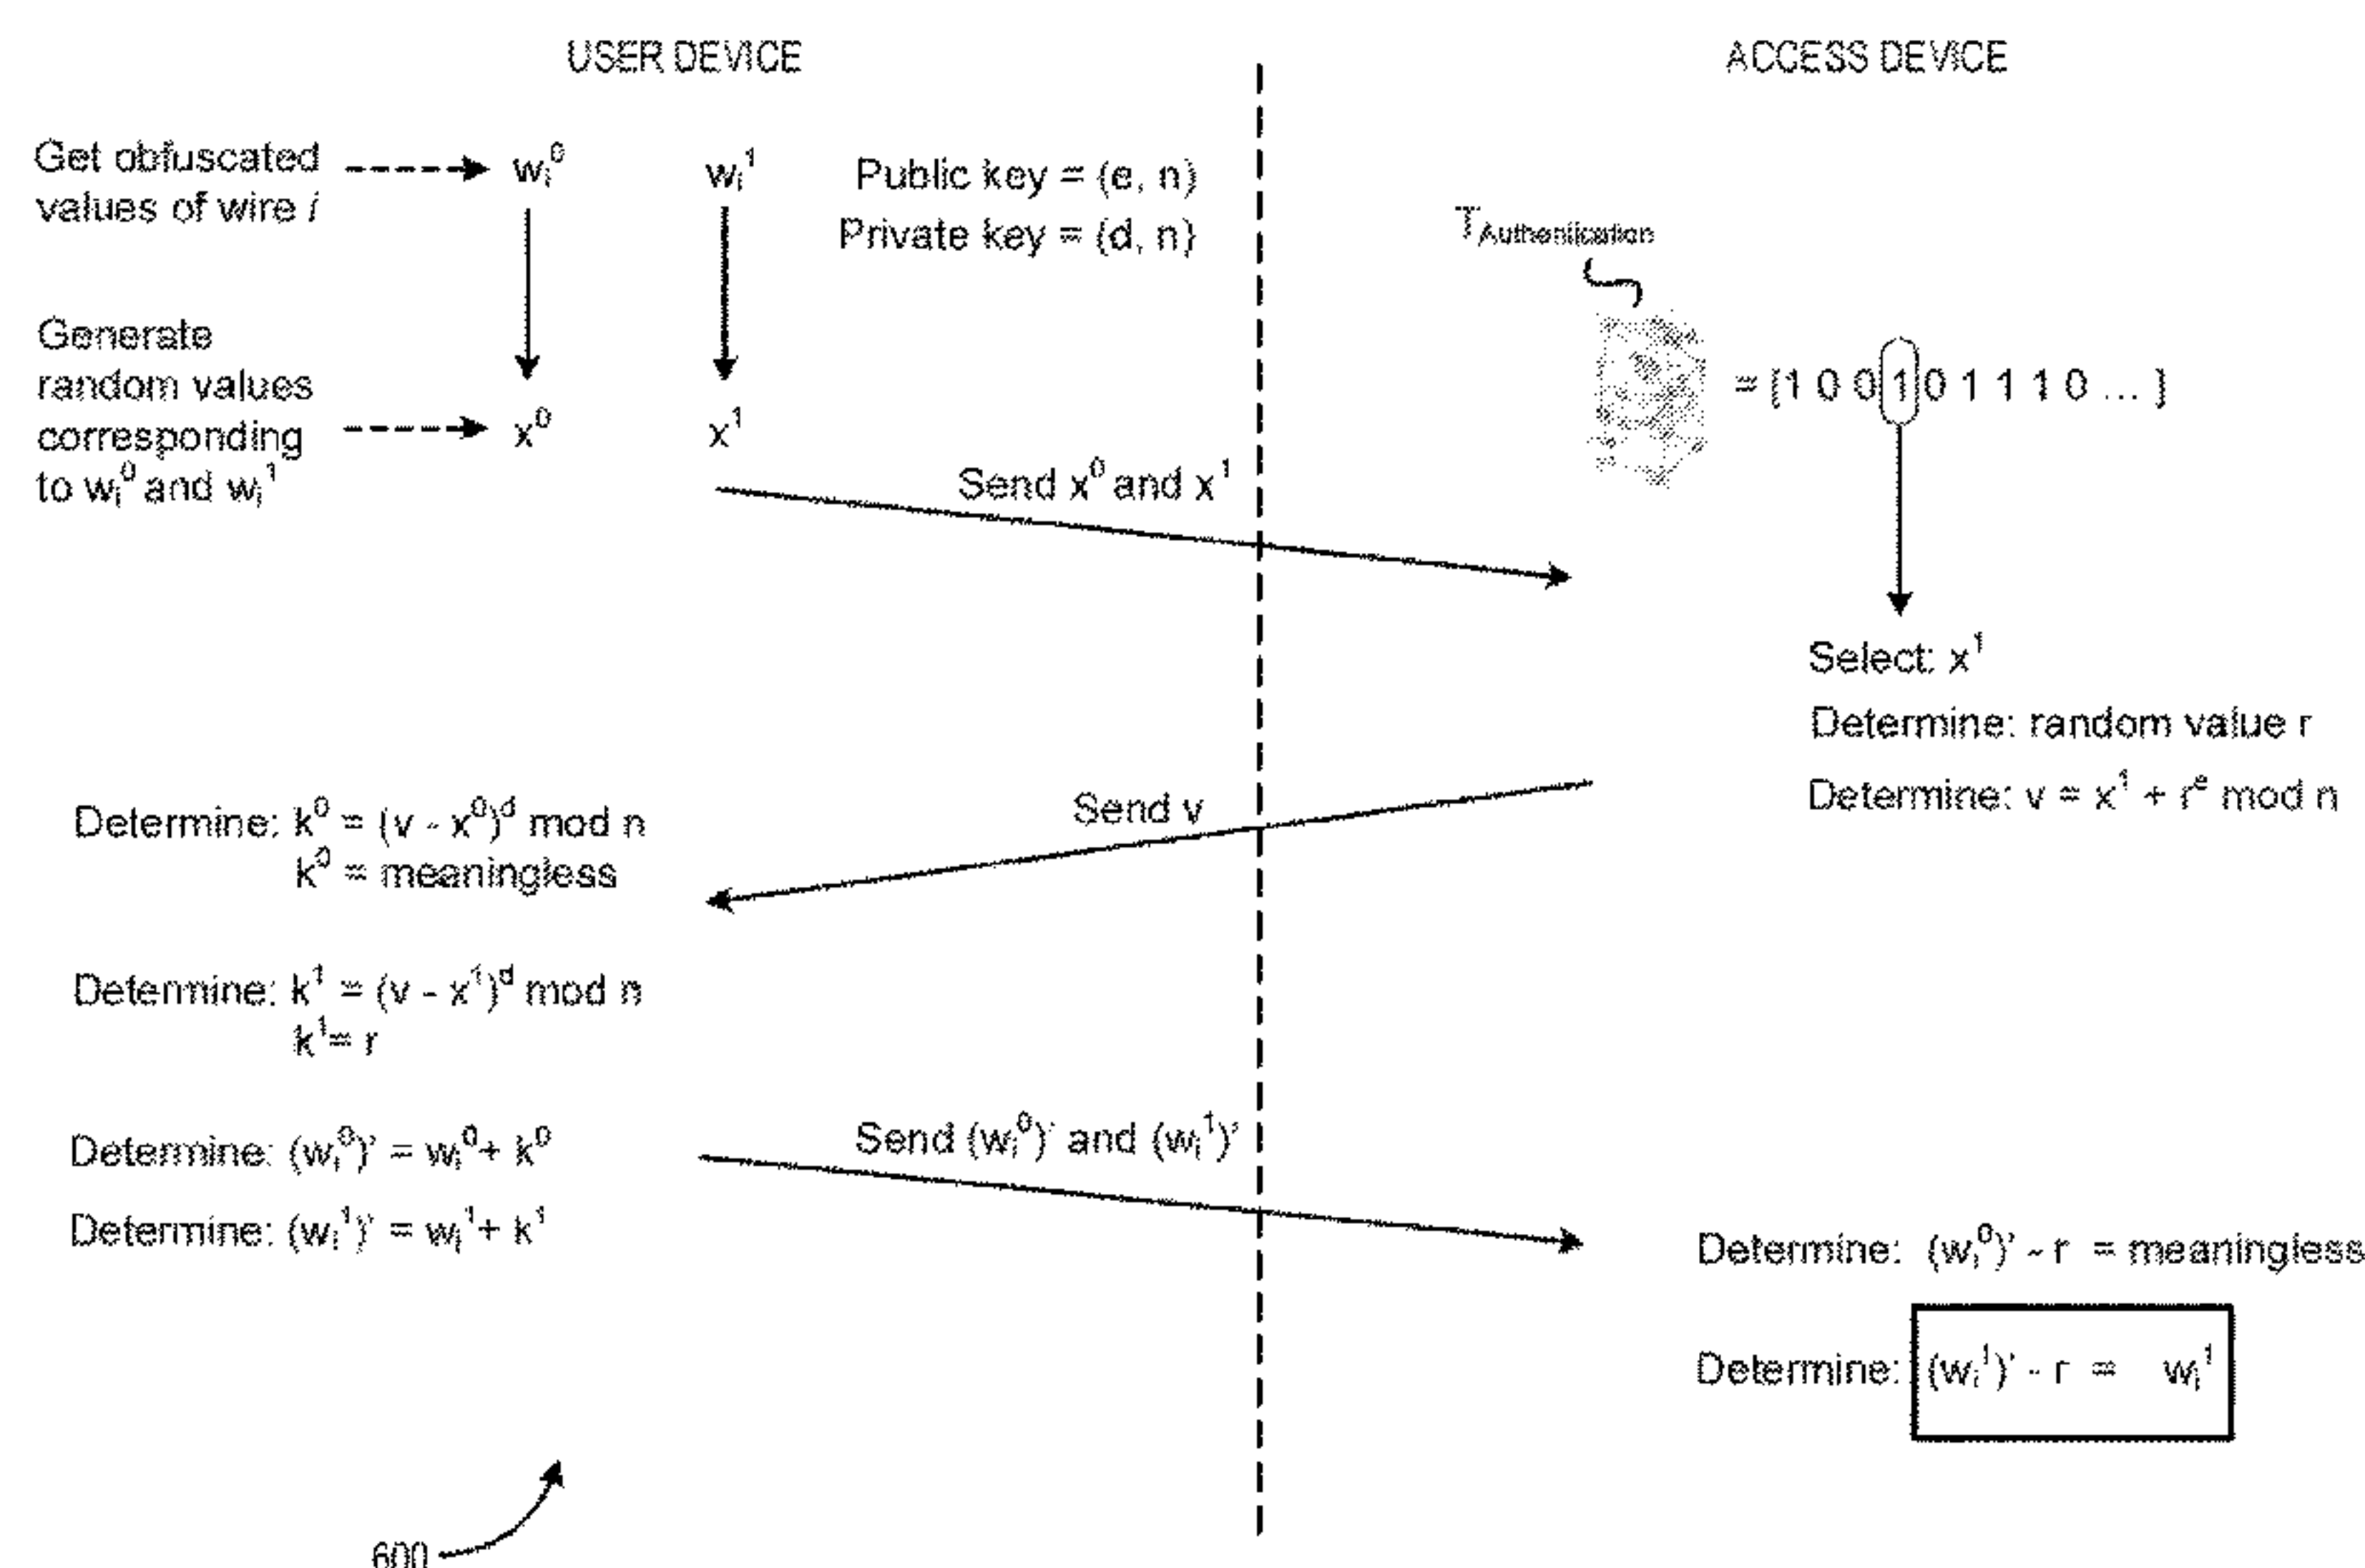 USER DEVICE
ACCESS DEVICE
Get obfuscated
values of wire i
wᵢ⁰
wᵢ¹
Public key = (e, n)
Private key = (d, n)
T_Authentication
Generate
random values
corresponding
to wᵢ⁰ and wᵢ¹
x⁰
x¹
= [1 0 0 1 0 1 1 1 0 ... ]
Send x⁰ and x¹
Select: x¹
Determine: random value r
Determine: v = x¹ + rᵉ mod n
Send v
Determine: k⁰ = (v - x⁰)ᵈ mod n
k⁰ = meaningless
Determine: k¹ = (v - x¹)ᵈ mod n
k¹= r
Determine: (wᵢ⁰)' = wᵢ⁰+ k⁰
Determine: (wᵢ¹)' = wᵢ¹+ k¹
Send (wᵢ⁰)' and (wᵢ¹)'
Determine: (wᵢ⁰)' - r = meaningless
Determine: (wᵢ¹)' - r = wᵢ¹
600